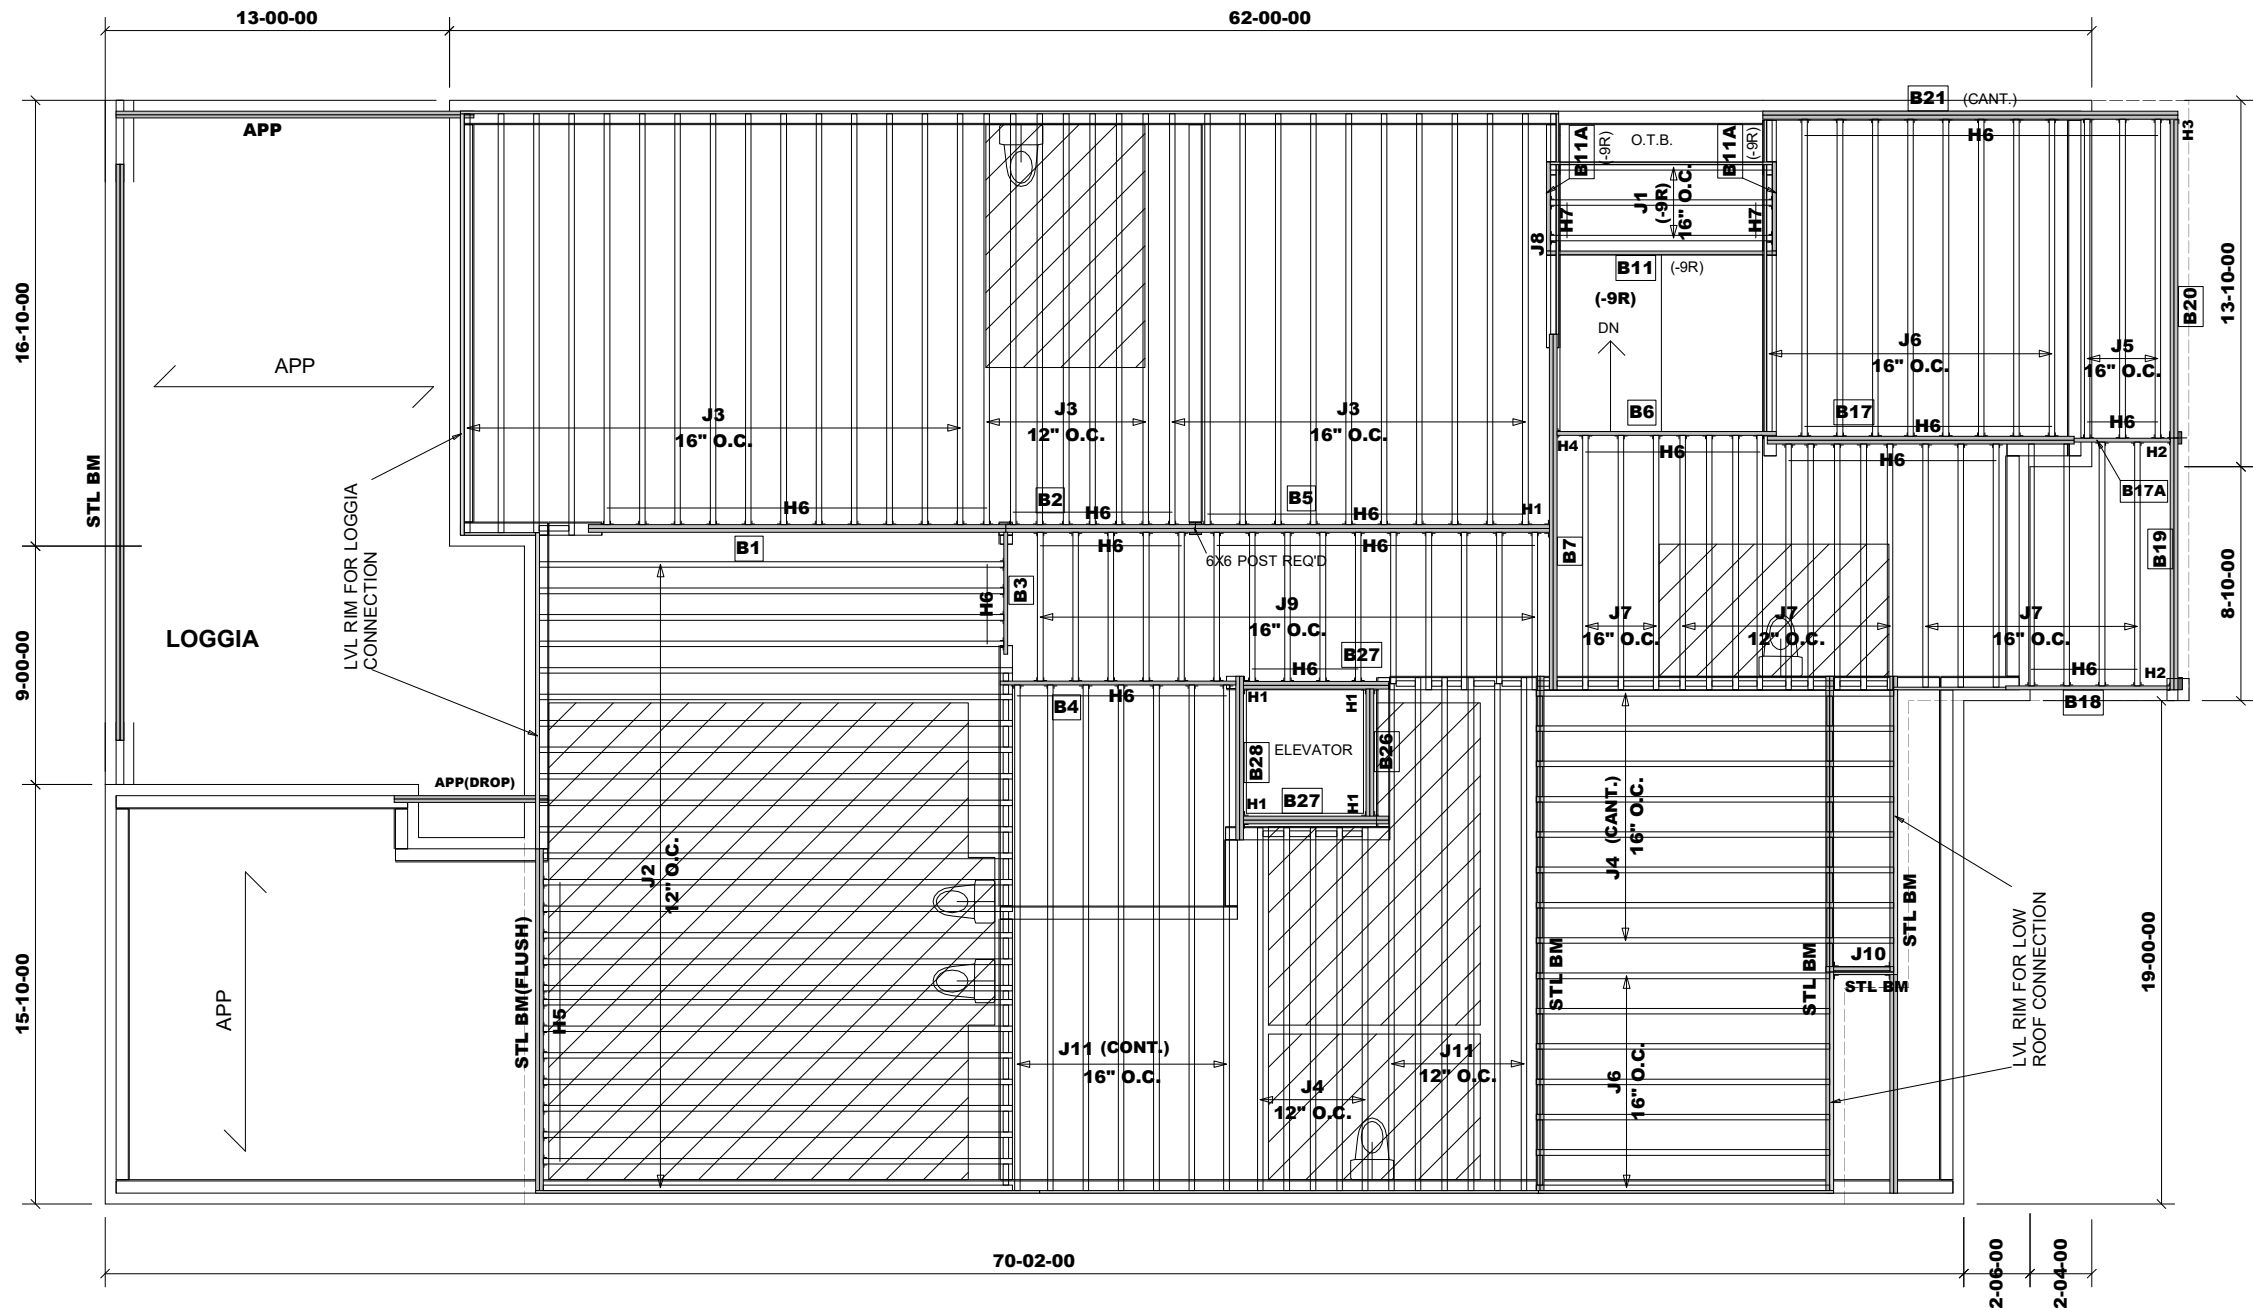 13-00-00
62-00-00
B21 (CANT.)
APP
H6
H3
B11A
(-9R)
O.T.B.
B11A
(-9R)
J1
(-9R)
16" O.C.
H7
H7
J8
B11 (-9R)
(-9R)
DN
16-10-00
13-10-00
B20
APP
J6
16" O.C.
J5
16" O.C.
J3
16" O.C.
J3
12" O.C.
J3
16" O.C.
B6
B17
H6
H6
H4
H6
H6
H2
B17A
STL BM
LVL RIM FOR LOGGIA
CONNECTION
H6
B2
H6
B5
H6
H1
B1
H6
H6
6X6 POST REQ'D
B7
B19
H6
B3
J9
16" O.C.
J7
16" O.C.
J7
12" O.C.
J7
16" O.C.
8-10-00
9-00-00
LOGGIA
B27
H6
H6
B4
H6
H2
B18
H1
H1
B28
ELEVATOR
B26
H1
B27
H1
APP(DROP)
J4 (CANT.)
16" O.C.
J2
12" O.C.
STL BM
J10
STL BM
LVL RIM FOR LOW
ROOF CONNECTION
19-00-00
15-10-00
APP
STL BM(FLUSH)
H5
STL BM
STL BM
J11 (CONT.)
16" O.C.
J11
12" O.C.
J4
12" O.C.
J6
16" O.C.
70-02-00
2-06-00
2-04-00